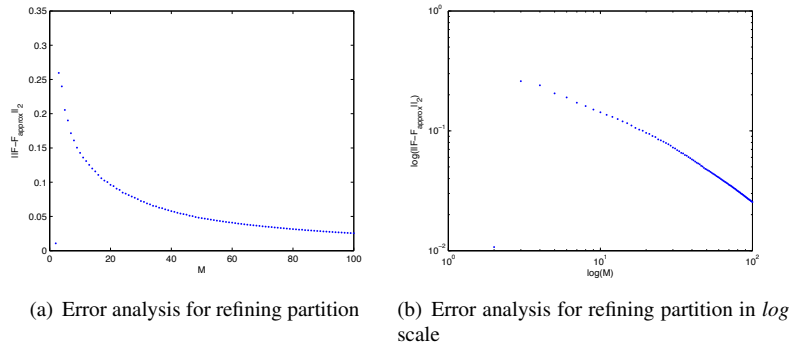 0.35
0.3
0.25
0.2
0.15
0.1
0.05
0
0 20 40 60 80 100
M
||F−F_approx||_2
10^0
10^−1
10^−2
10^0 10^1 10^2
log(M)
log(||F−F_approx||_2)
(a) Error analysis for refining partition
(b) Error analysis for refining partition in log
scale